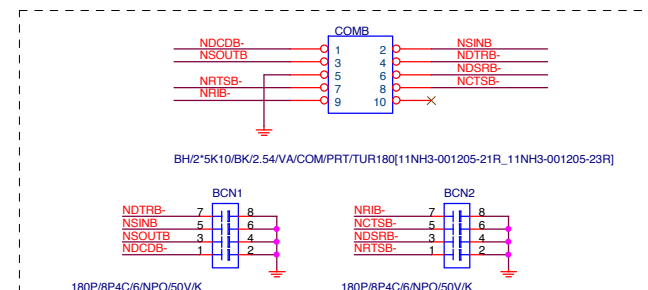 COMB
NDCDB- 1 2 NSINB
NSOUTB 3 4 NDTRB-
5 6 NDSRB-
NRTSB- 7 8 NCTSB-
NRIB- 9 10
BH/2*5K10/BK/2.54/VA/COM/PRT/TUR180[11NH3-001205-21R_11NH3-001205-23R]
BCN1
NDTRB- 7 8
NSINB 5 6
NSOUTB 3 4
NDCDB- 1 2
180P/8P4C/6/NPO/50V/K
BCN2
NRIB- 7 8
NCTSB- 5 6
NDSRB- 3 4
NRTSB- 1 2
180P/8P4C/6/NPO/50V/K